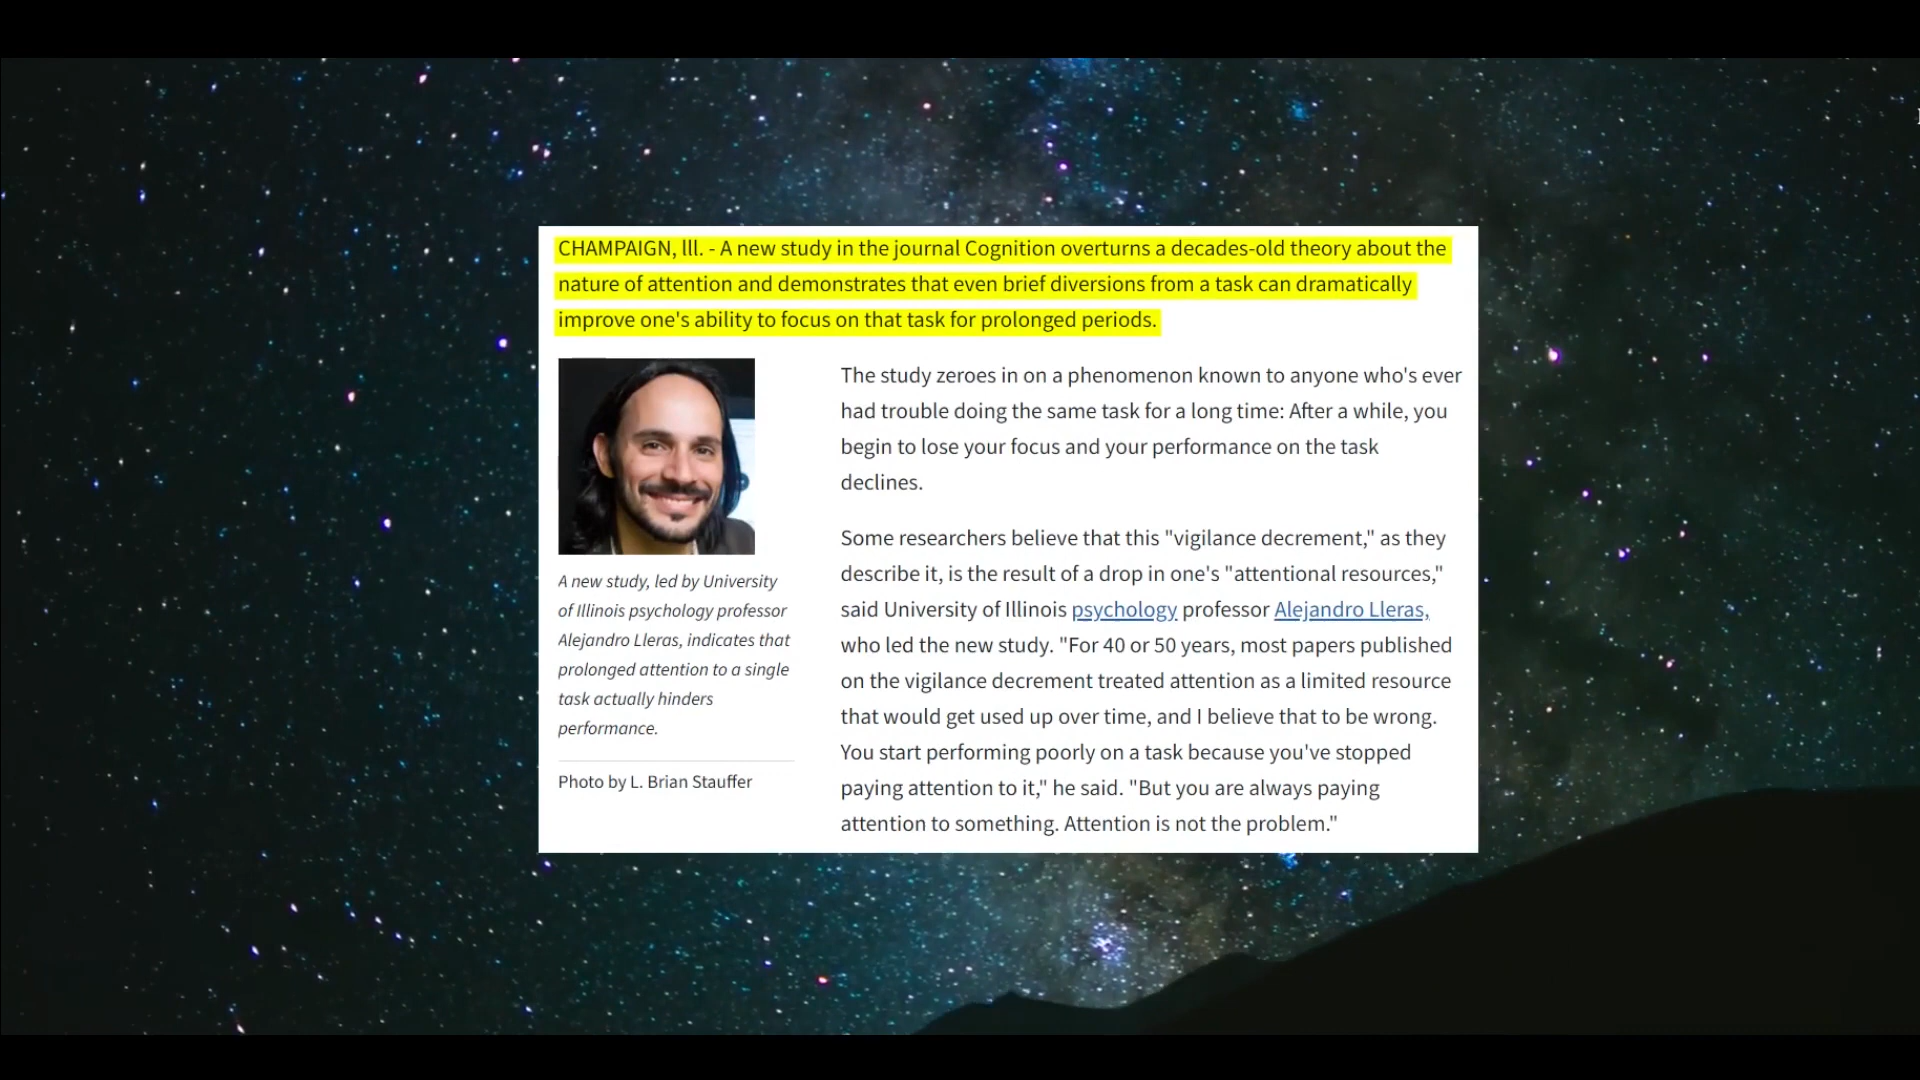 CHAMPAIGN, lll. - A new study in the journal Cognition overturns a decades-old theory about the
nature of attention and demonstrates that even brief diversions from a task can dramatically
improve one's ability to focus on that task for prolonged periods.
A new study, led by University
of Illinois psychology professor
Alejandro Lleras, indicates that
prolonged attention to a single
task actually hinders
performance.
Photo by L. Brian Stauffer
The study zeroes in on a phenomenon known to anyone who's ever
had trouble doing the same task for a long time: After a while, you
begin to lose your focus and your performance on the task
declines.
Some researchers believe that this "vigilance decrement," as they
describe it, is the result of a drop in one's "attentional resources,"
said University of Illinois psychology professor Alejandro Lleras,
who led the new study. "For 40 or 50 years, most papers published
on the vigilance decrement treated attention as a limited resource
that would get used up over time, and I believe that to be wrong.
You start performing poorly on a task because you've stopped
paying attention to it," he said. "But you are always paying
attention to something. Attention is not the problem."